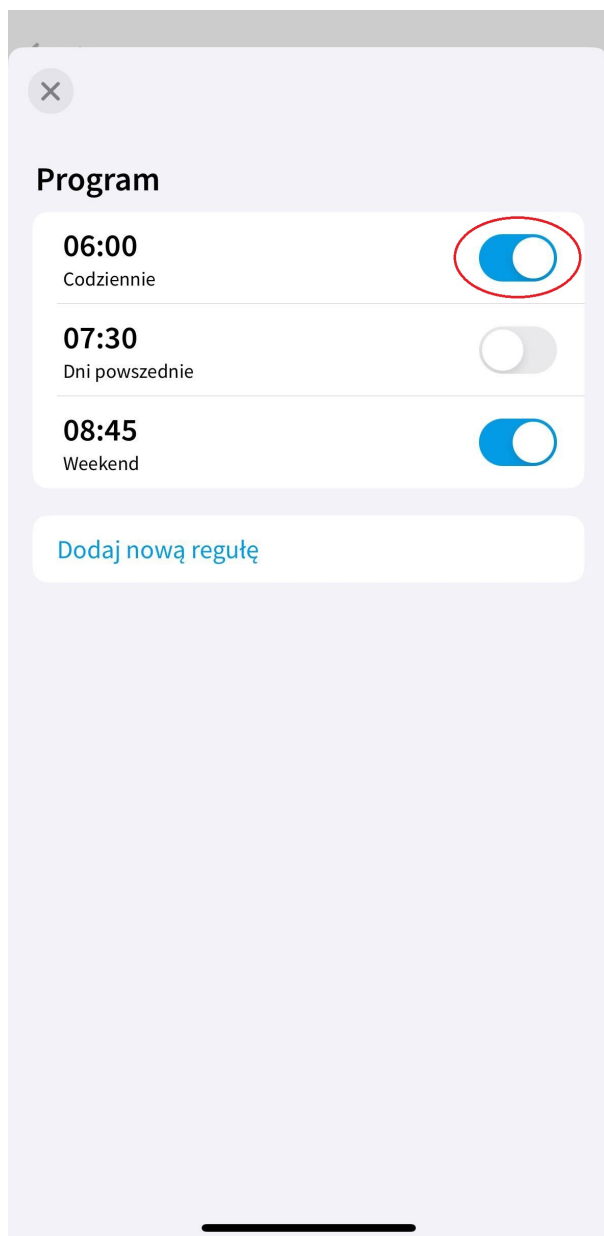 Program
06:00
Codziennie
07:30
Dni powszednie
08:45
Weekend
Dodaj nową regułę